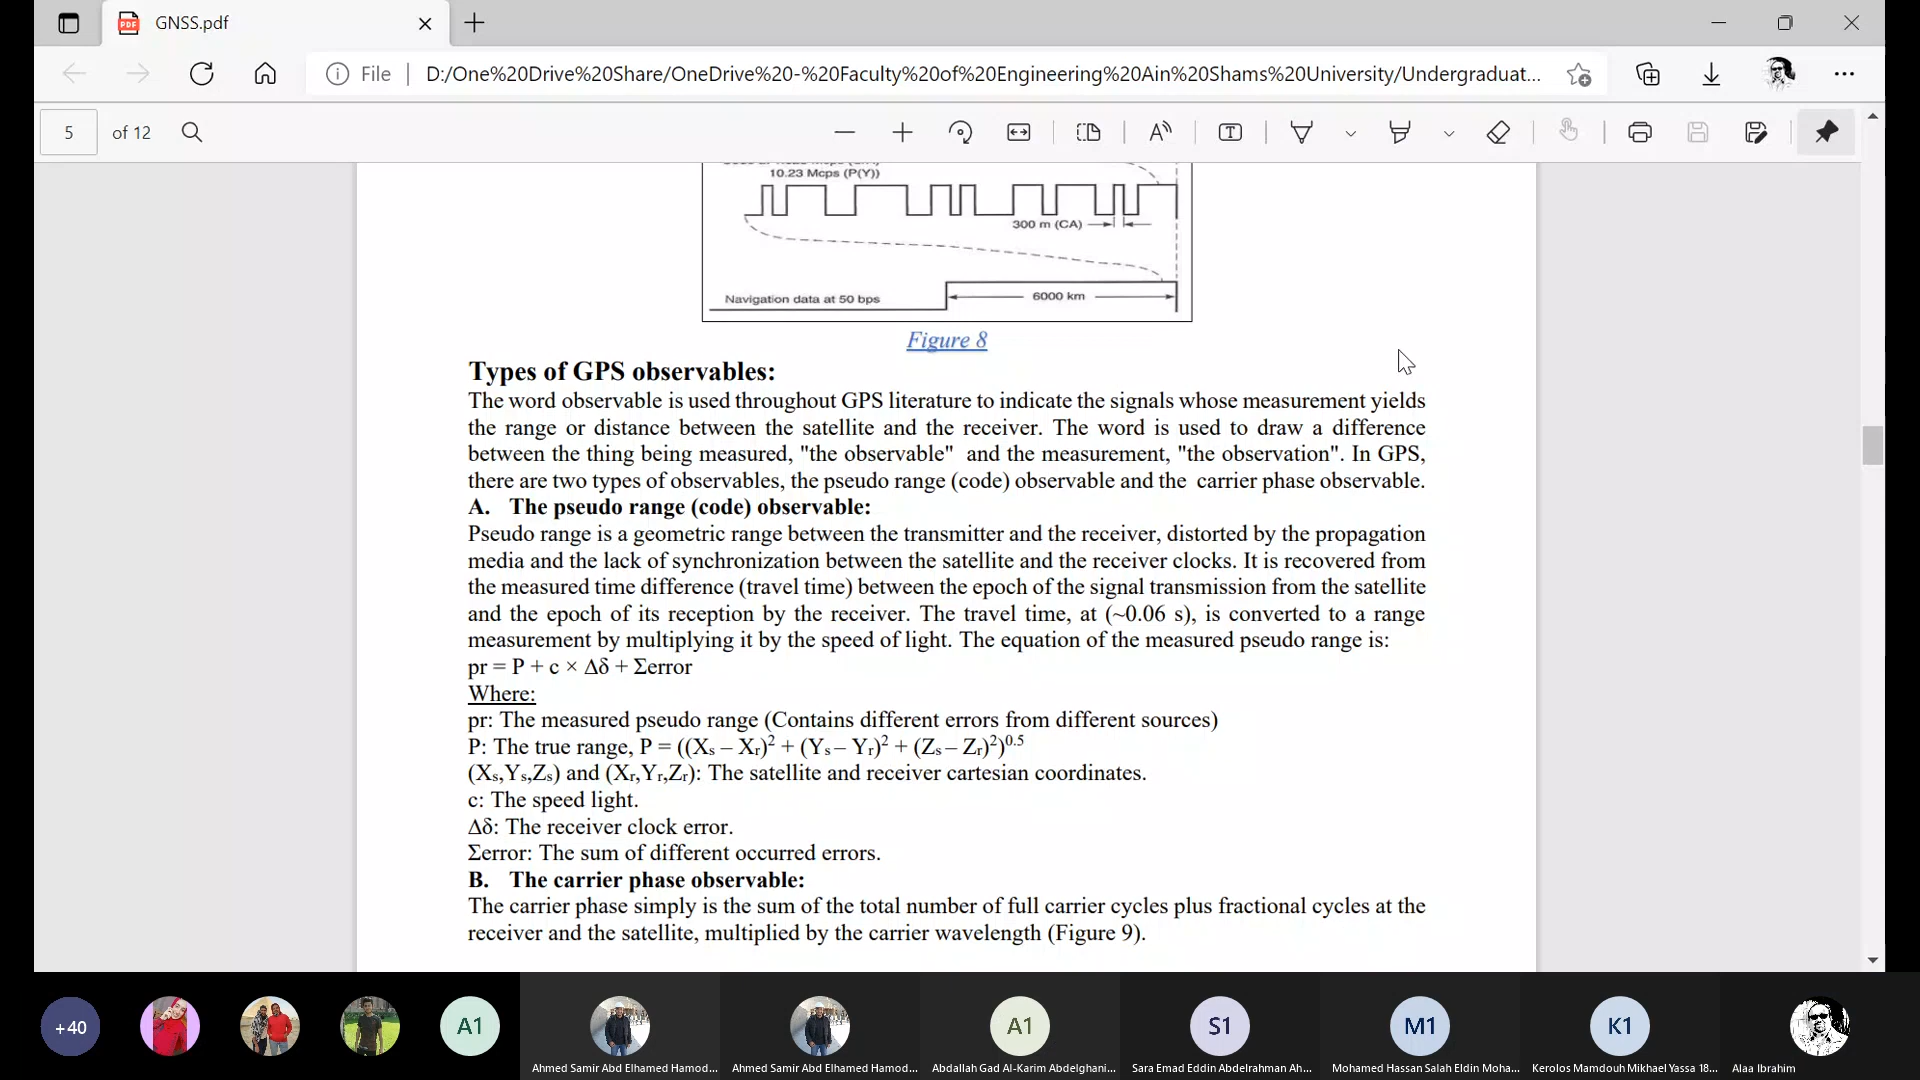 GNSS.pdf
File
D:/One%20Drive%20Share/OneDrive%20-%20Faculty%20of%20Engineering%20Ain%20Shams%20University/Undergraduat...
5 of 12
10.23 Mcps (P(Y))
300 m (CA)
Navigation data at 50 bps
6000 km
Figure 8
Types of GPS observables:
The word observable is used throughout GPS literature to indicate the signals whose measurement yields
the range or distance between the satellite and the receiver. The word is used to draw a difference
between the thing being measured, "the observable" and the measurement, "the observation". In GPS,
there are two types of observables, the pseudo range (code) observable and the carrier phase observable.
A. The pseudo range (code) observable:
Pseudo range is a geometric range between the transmitter and the receiver, distorted by the propagation
media and the lack of synchronization between the satellite and the receiver clocks. It is recovered from
the measured time difference (travel time) between the epoch of the signal transmission from the satellite
and the epoch of its reception by the receiver. The travel time, at (~0.06 s), is converted to a range
measurement by multiplying it by the speed of light. The equation of the measured pseudo range is:
pr = P + c × Δδ + Σerror
Where:
pr: The measured pseudo range (Contains different errors from different sources)
P: The true range, P = ((Xs – Xr)² + (Ys – Yr)² + (Zs – Zr)²)⁰·⁵
(Xs,Ys,Zs) and (Xr,Yr,Zr): The satellite and receiver cartesian coordinates.
c: The speed light.
Δδ: The receiver clock error.
Σerror: The sum of different occurred errors.
B. The carrier phase observable:
The carrier phase simply is the sum of the total number of full carrier cycles plus fractional cycles at the
receiver and the satellite, multiplied by the carrier wavelength (Figure 9).
+40
A1
A1
S1
M1
K1
Ahmed Samir Abd Elhamed Hamod...
Ahmed Samir Abd Elhamed Hamod...
Abdallah Gad Al-Karim Abdelghani...
Sara Emad Eddin Abdelrahman Ah...
Mohamed Hassan Salah Eldin Moha...
Kerolos Mamdouh Mikhael Yassa 18...
Alaa Ibrahim